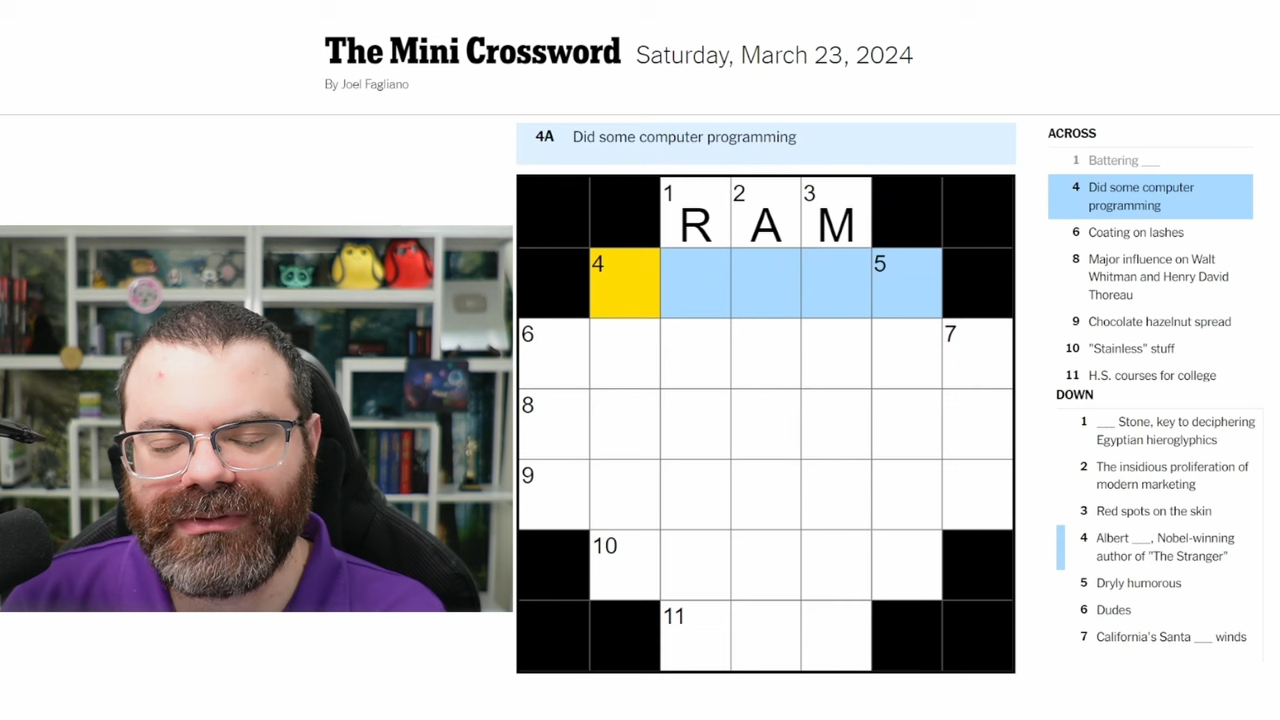 The Mini Crossword Saturday, March 23, 2024
By Joel Fagliano
4A Did some computer programming
1 2 3
R A M
4 5
6 7
8
9
10
11
ACROSS
1 Battering ___
4 Did some computer
programming
6 Coating on lashes
8 Major influence on Walt
Whitman and Henry David
Thoreau
9 Chocolate hazelnut spread
10 "Stainless" stuff
11 H.S. courses for college
DOWN
1 ___ Stone, key to deciphering
Egyptian hieroglyphics
2 The insidious proliferation of
modern marketing
3 Red spots on the skin
4 Albert ___, Nobel-winning
author of "The Stranger"
5 Dryly humorous
6 Dudes
7 California's Santa ___ winds